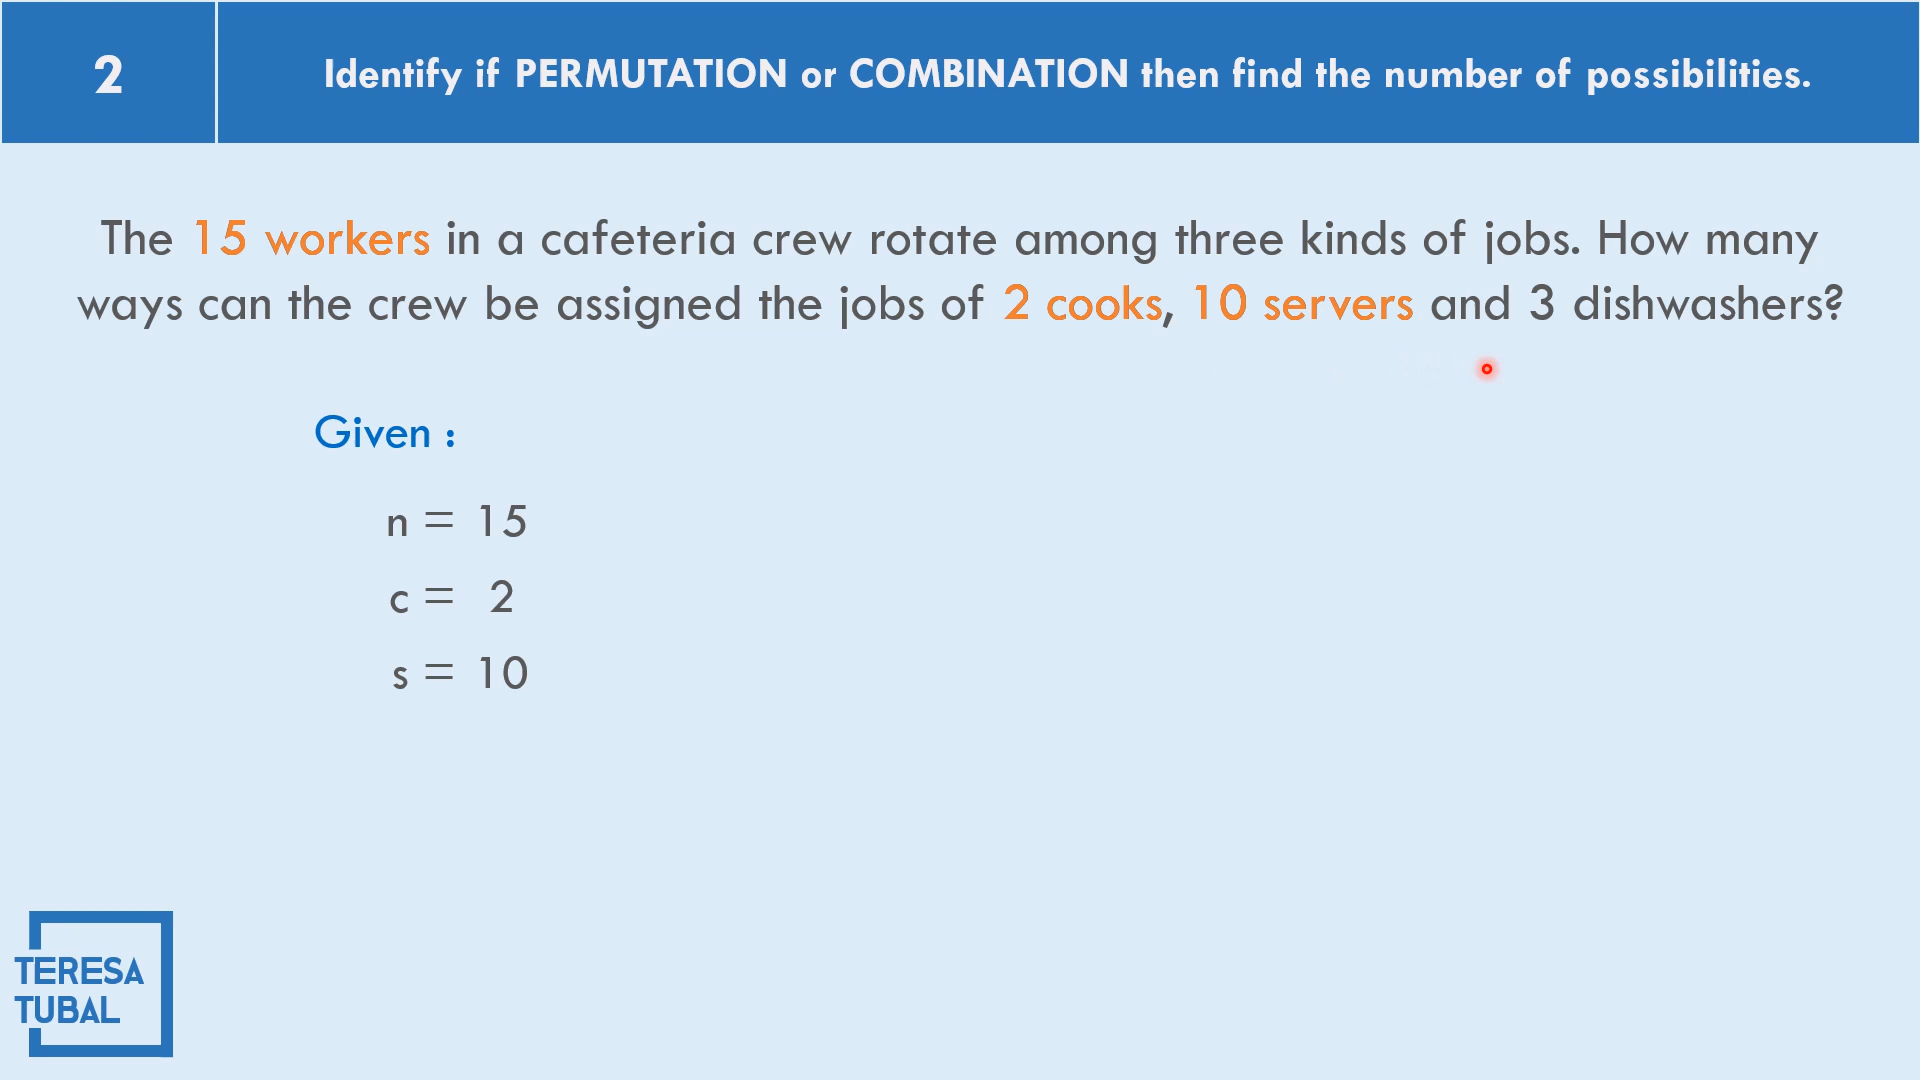 2
Identify if PERMUTATION or COMBINATION then find the number of possibilities.
The 15 workers in a cafeteria crew rotate among three kinds of jobs. How many
ways can the crew be assigned the jobs of 2 cooks, 10 servers and 3 dishwashers?
Given :
n = 15
c = 2
s = 10
TERESA
TUBAL